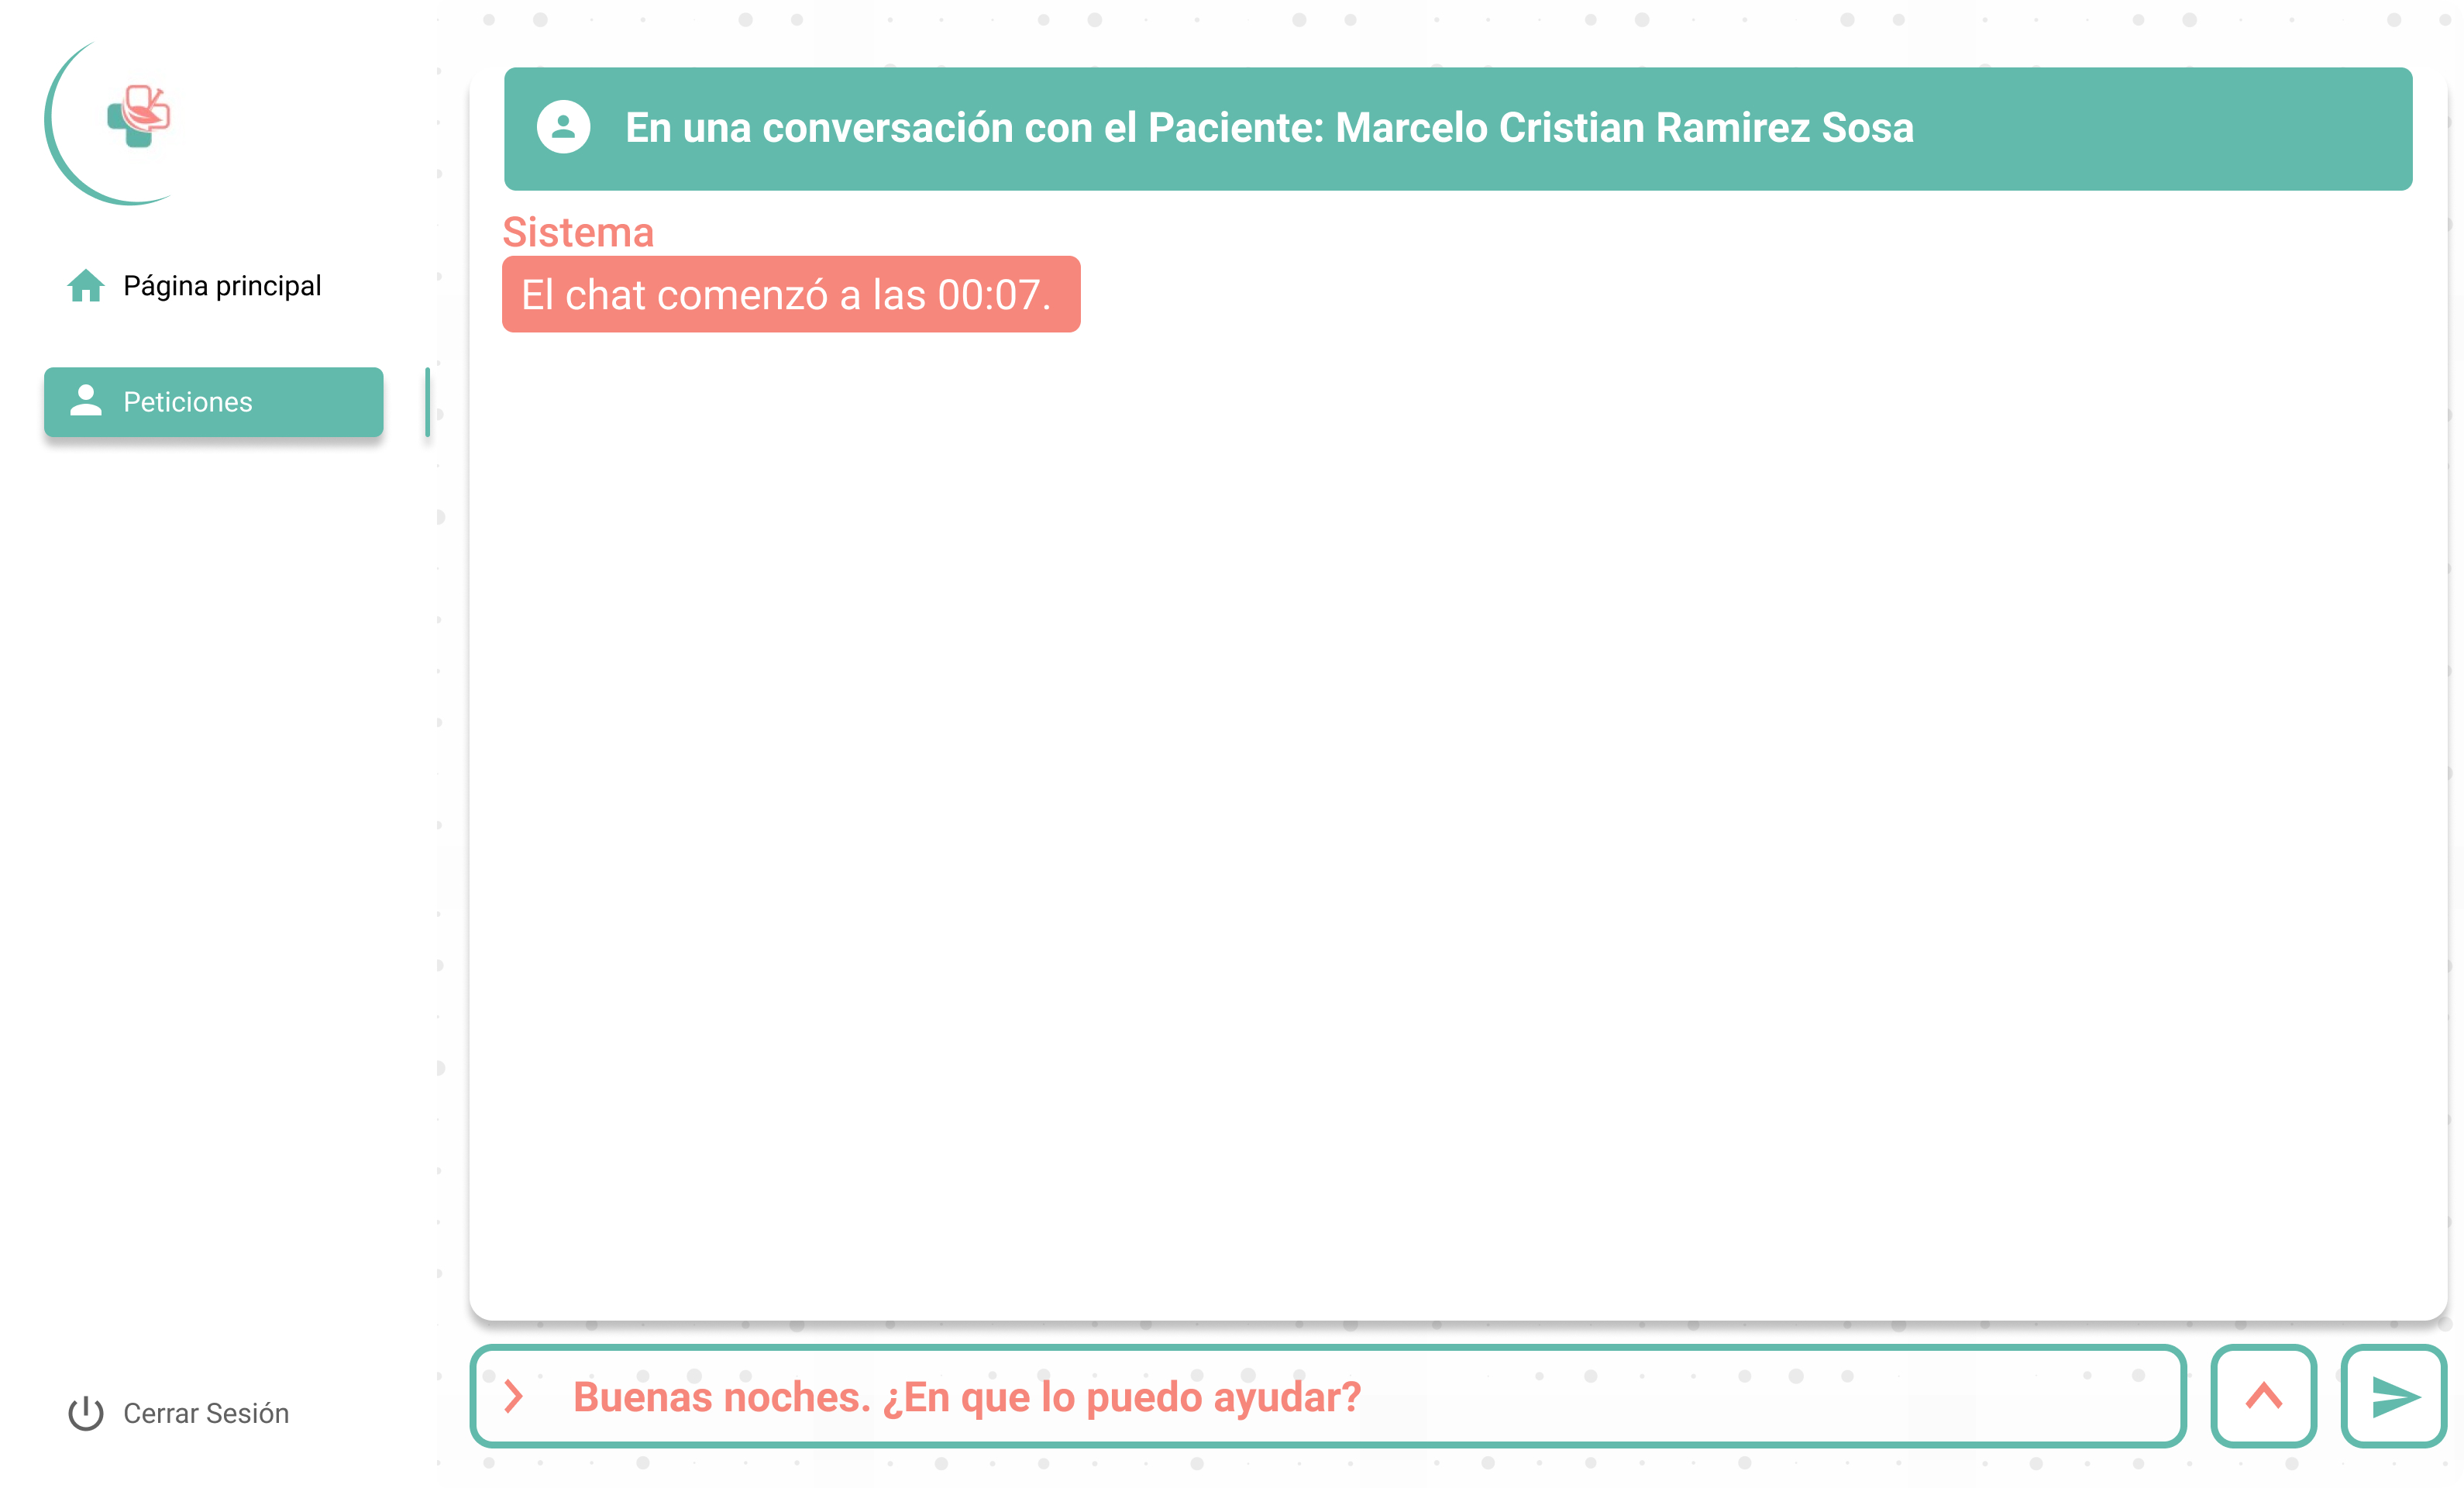 Página principal
Peticiones
Cerrar Sesión
En una conversación con el Paciente: Marcelo Cristian Ramirez Sosa
Sistema
El chat comenzó a las 00:07.
Buenas noches. ¿En que lo puedo ayudar?